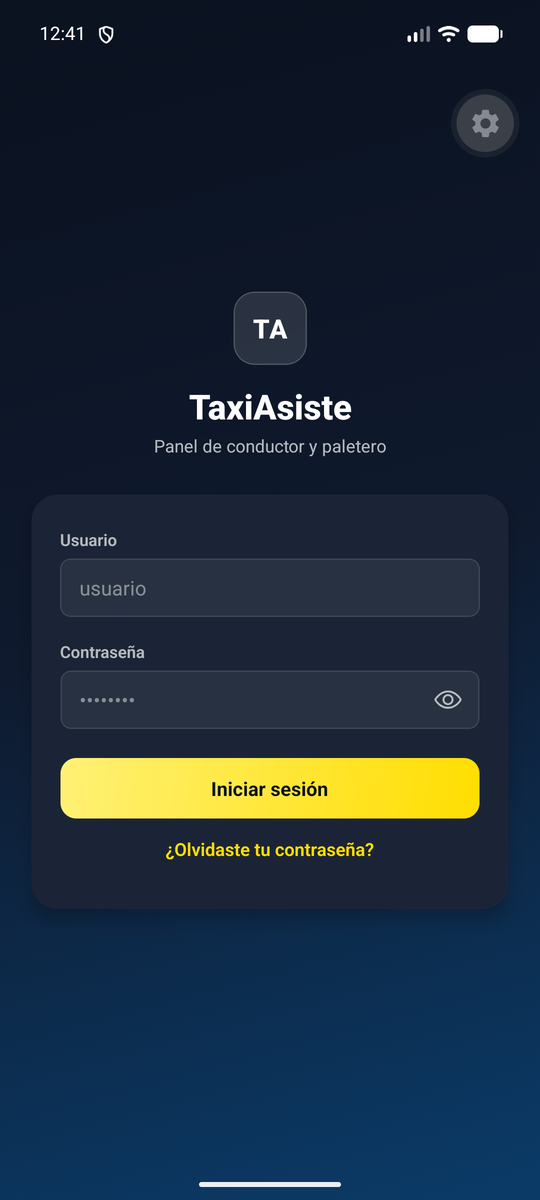 12:41
TA
TaxiAsiste
Panel de conductor y paletero
Usuario
usuario
Contraseña
••••••••
Iniciar sesión
¿Olvidaste tu contraseña?